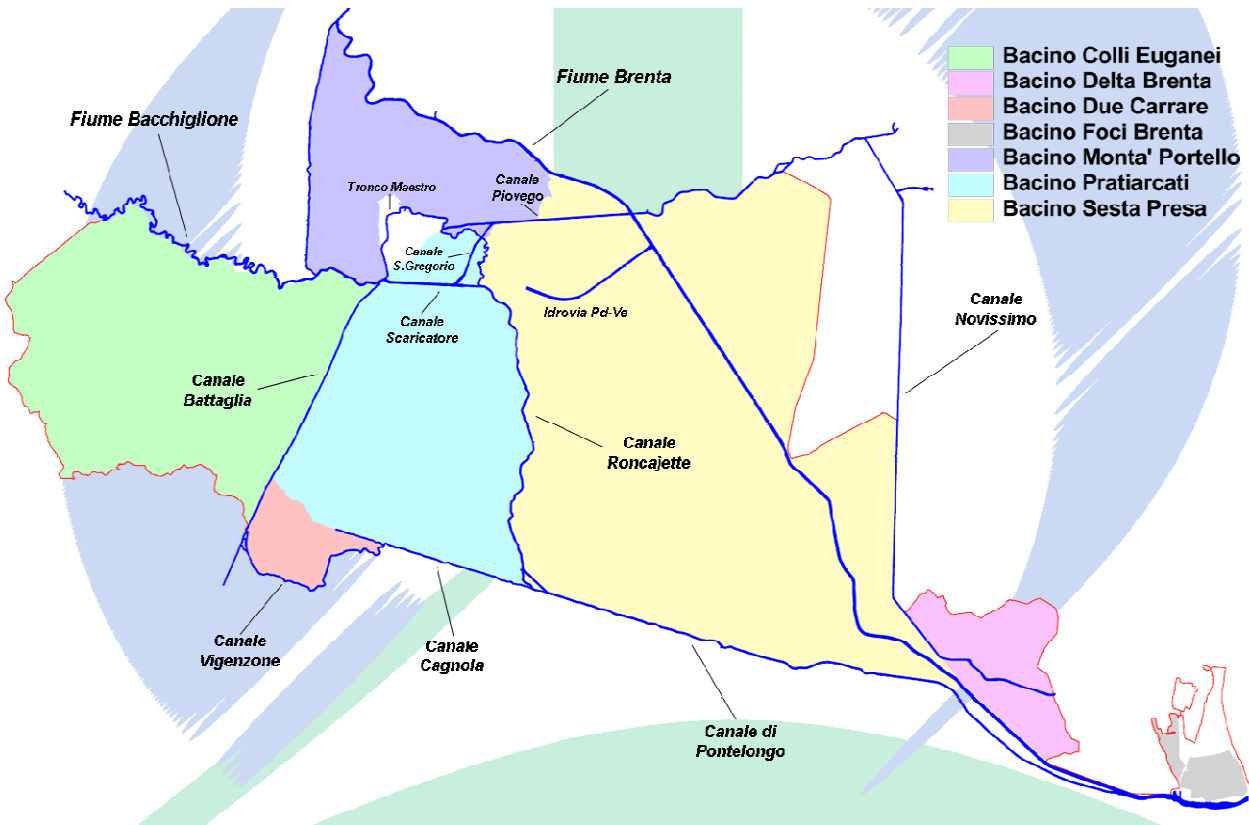 Bacino Colli Euganei
Bacino Delta Brenta
Bacino Due Carrare
Bacino Foci Brenta
Bacino Monta' Portello
Bacino Pratiarcati
Bacino Sesta Presa
Fiume Brenta
Fiume Bacchiglione
Tronco Maestro
Canale
Piovego
Canale
S.Gregorio
Canale
Scaricatore
Idrovia Pd-Ve
Canale
Novissimo
Canale
Battaglia
Canale
Roncajette
Canale
Vigenzone
Canale
Cagnola
Canale di
Pontelongo